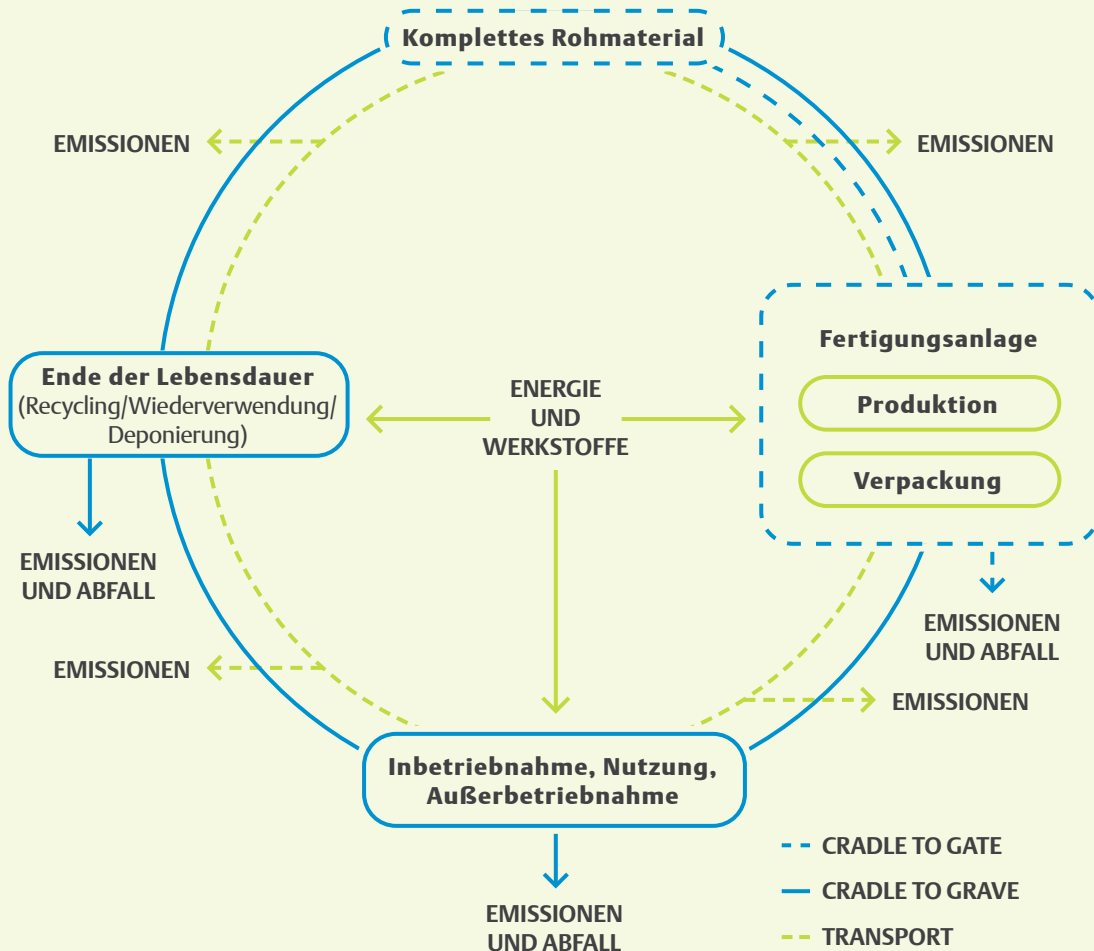 Komplettes Rohmaterial
EMISSIONEN
EMISSIONEN
Fertigungsanlage
Produktion
Verpackung
Ende der Lebensdauer
(Recycling/Wiederverwendung/
Deponierung)
ENERGIE
UND
WERKSTOFFE
EMISSIONEN
UND ABFALL
EMISSIONEN
UND ABFALL
EMISSIONEN
EMISSIONEN
Inbetriebnahme, Nutzung,
Außerbetriebnahme
EMISSIONEN
UND ABFALL
CRADLE TO GATE
CRADLE TO GRAVE
TRANSPORT